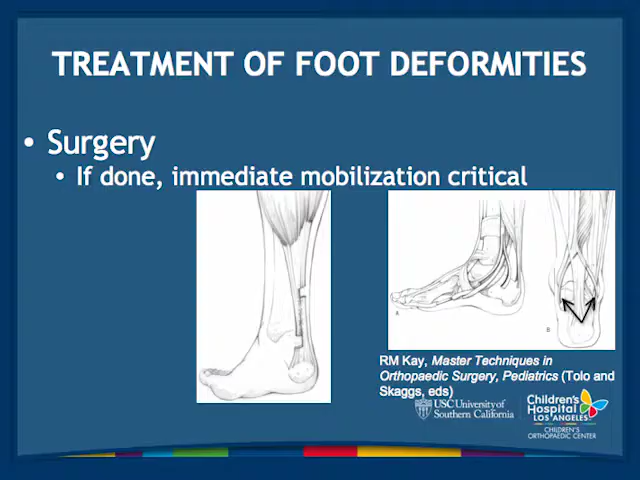 TREATMENT OF FOOT DEFORMITIES
• Surgery
• If done, immediate mobilization critical
A
B
RM Kay, Master Techniques in
Orthopaedic Surgery, Pediatrics (Tolo and
Skaggs, eds)
USC University of
Southern California
Children's
Hospital
LOS ANGELES
CHILDREN'S
ORTHOPAEDIC CENTER